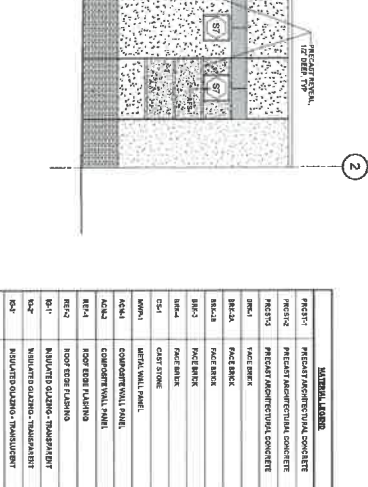 PRECAST REVEAL,
1/2" DEEP, TYP
2
S7
S7
MATERIAL LEGEND
PRCST-1 PRECAST ARCHITECTURAL CONCRETE
PRCST-2 PRECAST ARCHITECTURAL CONCRETE
PRCST-3 PRECAST ARCHITECTURAL CONCRETE
BRK-1 FACE BRICK
BRK-2A FACE BRICK
BRK-2B FACE BRICK
BRK-3 FACE BRICK
BRK-4 FACE BRICK
CS-1 CAST STONE
MWP-1 METAL WALL PANEL
ACM-1 COMPOSITE WALL PANEL
ACM-2 COMPOSITE WALL PANEL
REF-1 ROOF EDGE FLASHING
REF-2 ROOF EDGE FLASHING
IG-1* INSULATED GLAZING - TRANSPARENT
IG-2* INSULATED GLAZING - TRANSPARENT
IG-3* INSULATED GLAZING - TRANSLUCENT